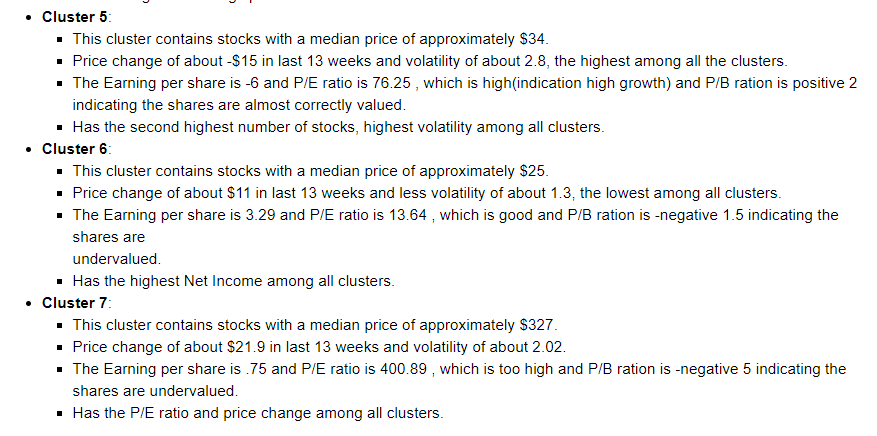 • Cluster 5:
▪ This cluster contains stocks with a median price of approximately $34.
▪ Price change of about -$15 in last 13 weeks and volatility of about 2.8, the highest among all the clusters.
▪ The Earning per share is -6 and P/E ratio is 76.25 , which is high(indication high growth) and P/B ration is positive 2
indicating the shares are almost correctly valued.
▪ Has the second highest number of stocks, highest volatility among all clusters.
• Cluster 6:
▪ This cluster contains stocks with a median price of approximately $25.
▪ Price change of about $11 in last 13 weeks and less volatility of about 1.3, the lowest among all clusters.
▪ The Earning per share is 3.29 and P/E ratio is 13.64 , which is good and P/B ration is -negative 1.5 indicating the
shares are
undervalued.
▪ Has the highest Net Income among all clusters.
• Cluster 7:
▪ This cluster contains stocks with a median price of approximately $327.
▪ Price change of about $21.9 in last 13 weeks and volatility of about 2.02.
▪ The Earning per share is .75 and P/E ratio is 400.89 , which is too high and P/B ration is -negative 5 indicating the
shares are undervalued.
▪ Has the P/E ratio and price change among all clusters.